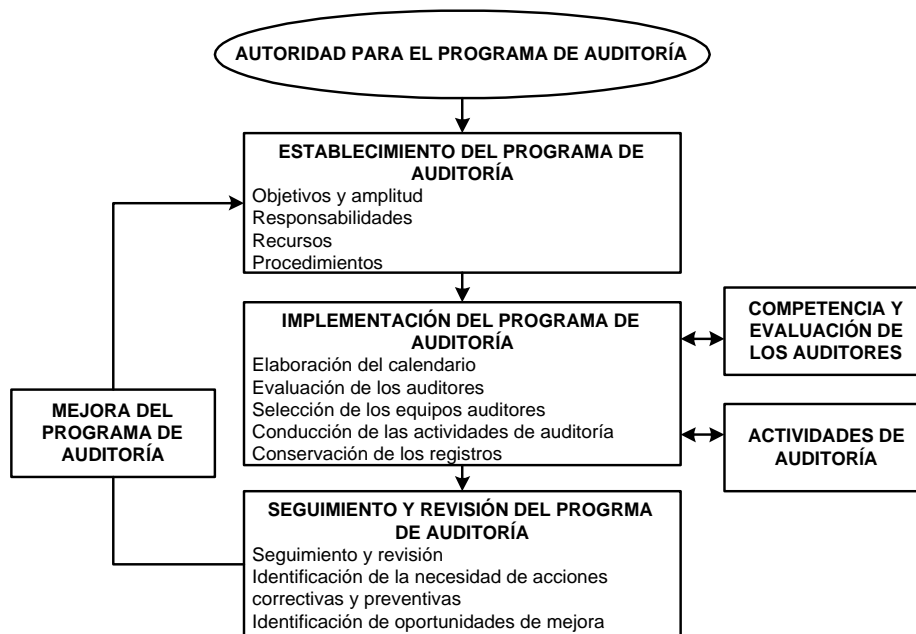 AUTORIDAD PARA EL PROGRAMA DE AUDITORÍA
ESTABLECIMIENTO DEL PROGRAMA DE
AUDITORÍA
Objetivos y amplitud
Responsabilidades
Recursos
Procedimientos
IMPLEMENTACIÓN DEL PROGRAMA DE
AUDITORÍA
Elaboración del calendario
Evaluación de los auditores
Selección de los equipos auditores
Conducción de las actividades de auditoría
Conservación de los registros
COMPETENCIA Y
EVALUACIÓN DE
LOS AUDITORES
ACTIVIDADES DE
AUDITORÍA
MEJORA DEL
PROGRAMA DE
AUDITORÍA
SEGUIMIENTO Y REVISIÓN DEL PROGRMA
DE AUDITORÍA
Seguimiento y revisión
Identificación de la necesidad de acciones
correctivas y preventivas
Identificación de oportunidades de mejora